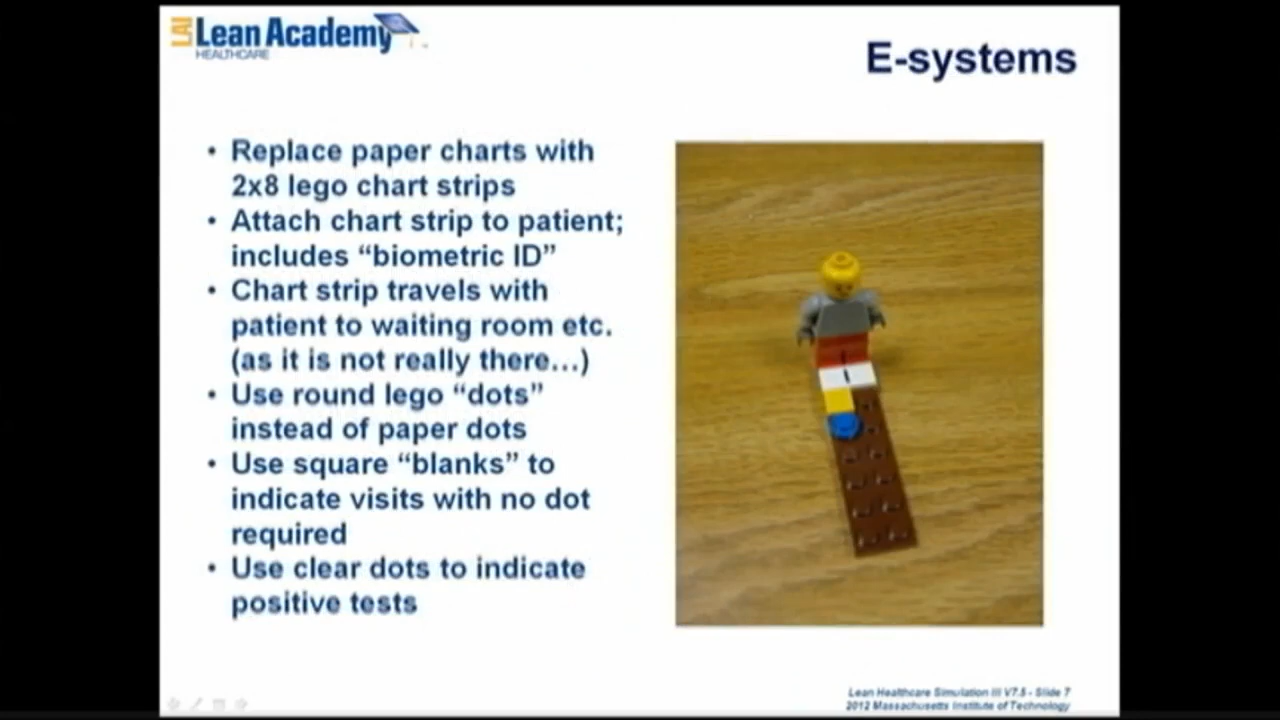 LAI Lean Academy
HEALTHCARE
E-systems
• Replace paper charts with
2x8 lego chart strips
• Attach chart strip to patient;
includes “biometric ID”
• Chart strip travels with
patient to waiting room etc.
(as it is not really there…)
• Use round lego “dots”
instead of paper dots
• Use square “blanks” to
indicate visits with no dot
required
• Use clear dots to indicate
positive tests
Lean Healthcare Simulation III V7.5 - Slide 7
2012 Massachusetts Institute of Technology